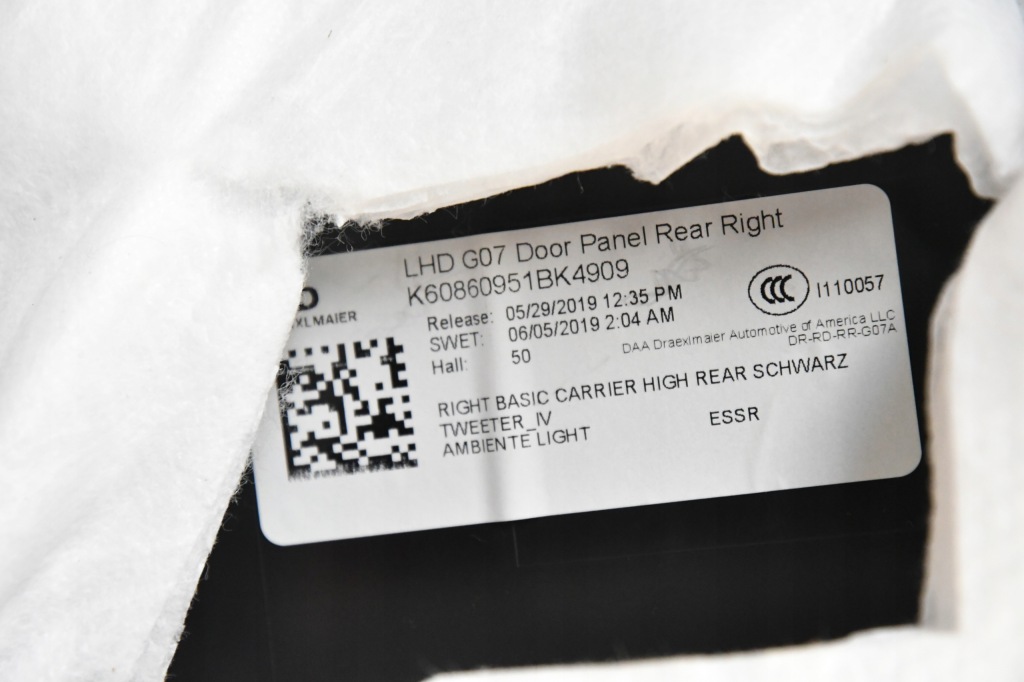 LHD G07 Door Panel Rear Right
K60860951BK4909
Release: 05/29/2019 12:35 PM
SWET: 06/05/2019 2:04 AM
Hall: 50
CCC I110057
DAA Draexlmaier Automotive of America LLC
DR-RD-RR-G07A
RIGHT BASIC CARRIER HIGH REAR SCHWARZ
TWEETER_IV
AMBIENTE LIGHT
ESSR